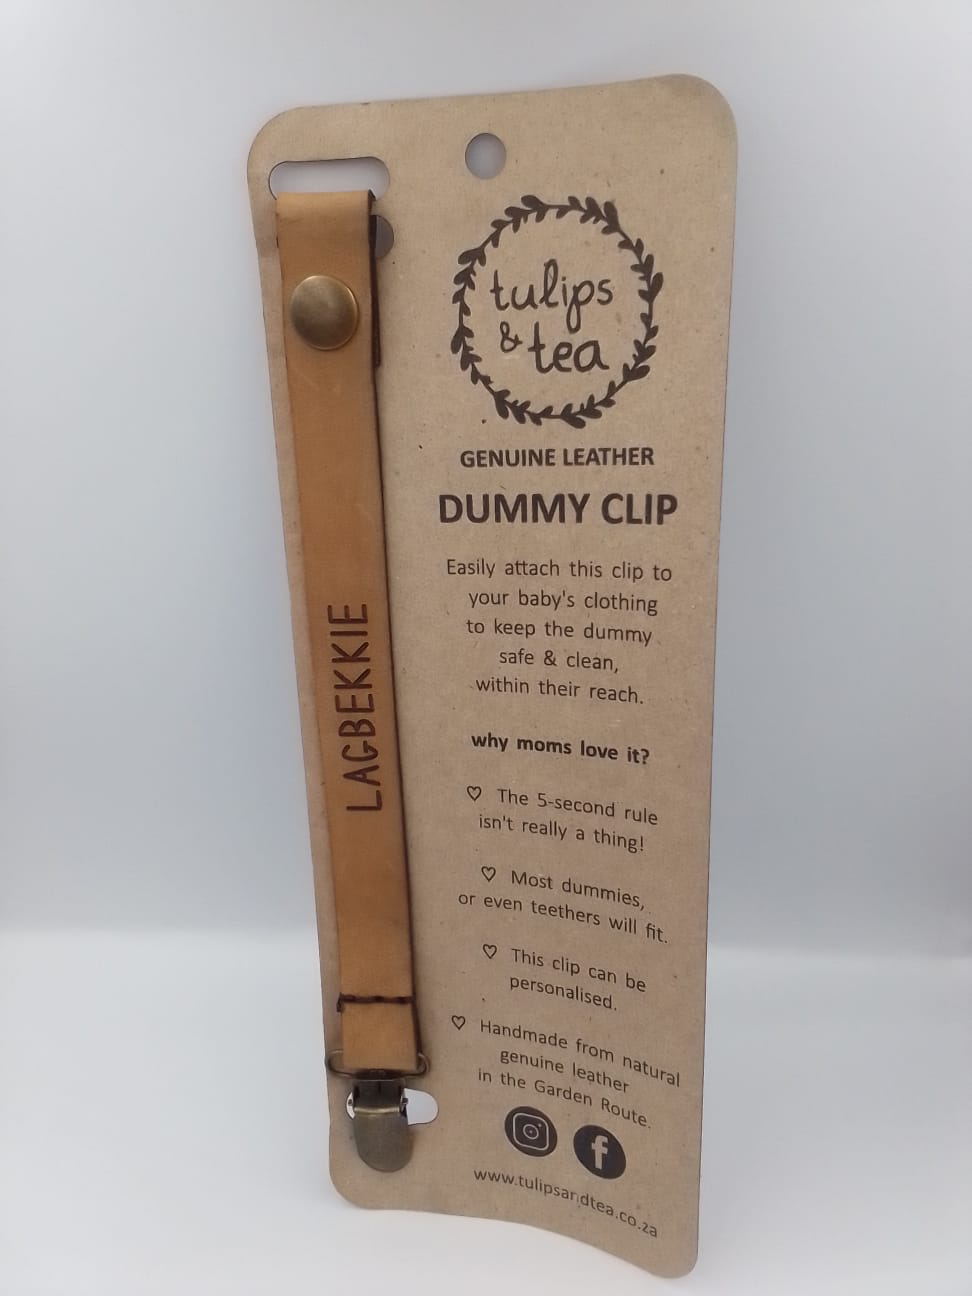 LAGBEKKIE
tulips
& tea
GENUINE LEATHER
DUMMY CLIP
Easily attach this clip to
your baby's clothing
to keep the dummy
safe & clean,
within their reach.
why moms love it?
♡ The 5-second rule
isn't really a thing!
♡ Most dummies,
or even teethers will fit.
♡ This clip can be
personalised.
♡ Handmade from natural
genuine leather
in the Garden Route.
www.tulipsandtea.co.za